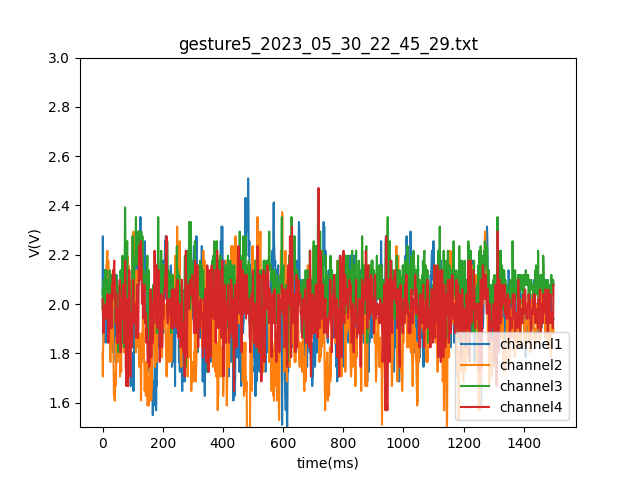 gesture5_2023_05_30_22_45_29.txt
3.0
2.8
2.6
2.4
2.2
2.0
1.8
1.6
V(V)
channel1
channel2
channel3
channel4
0 200 400 600 800 1000 1200 1400
time(ms)